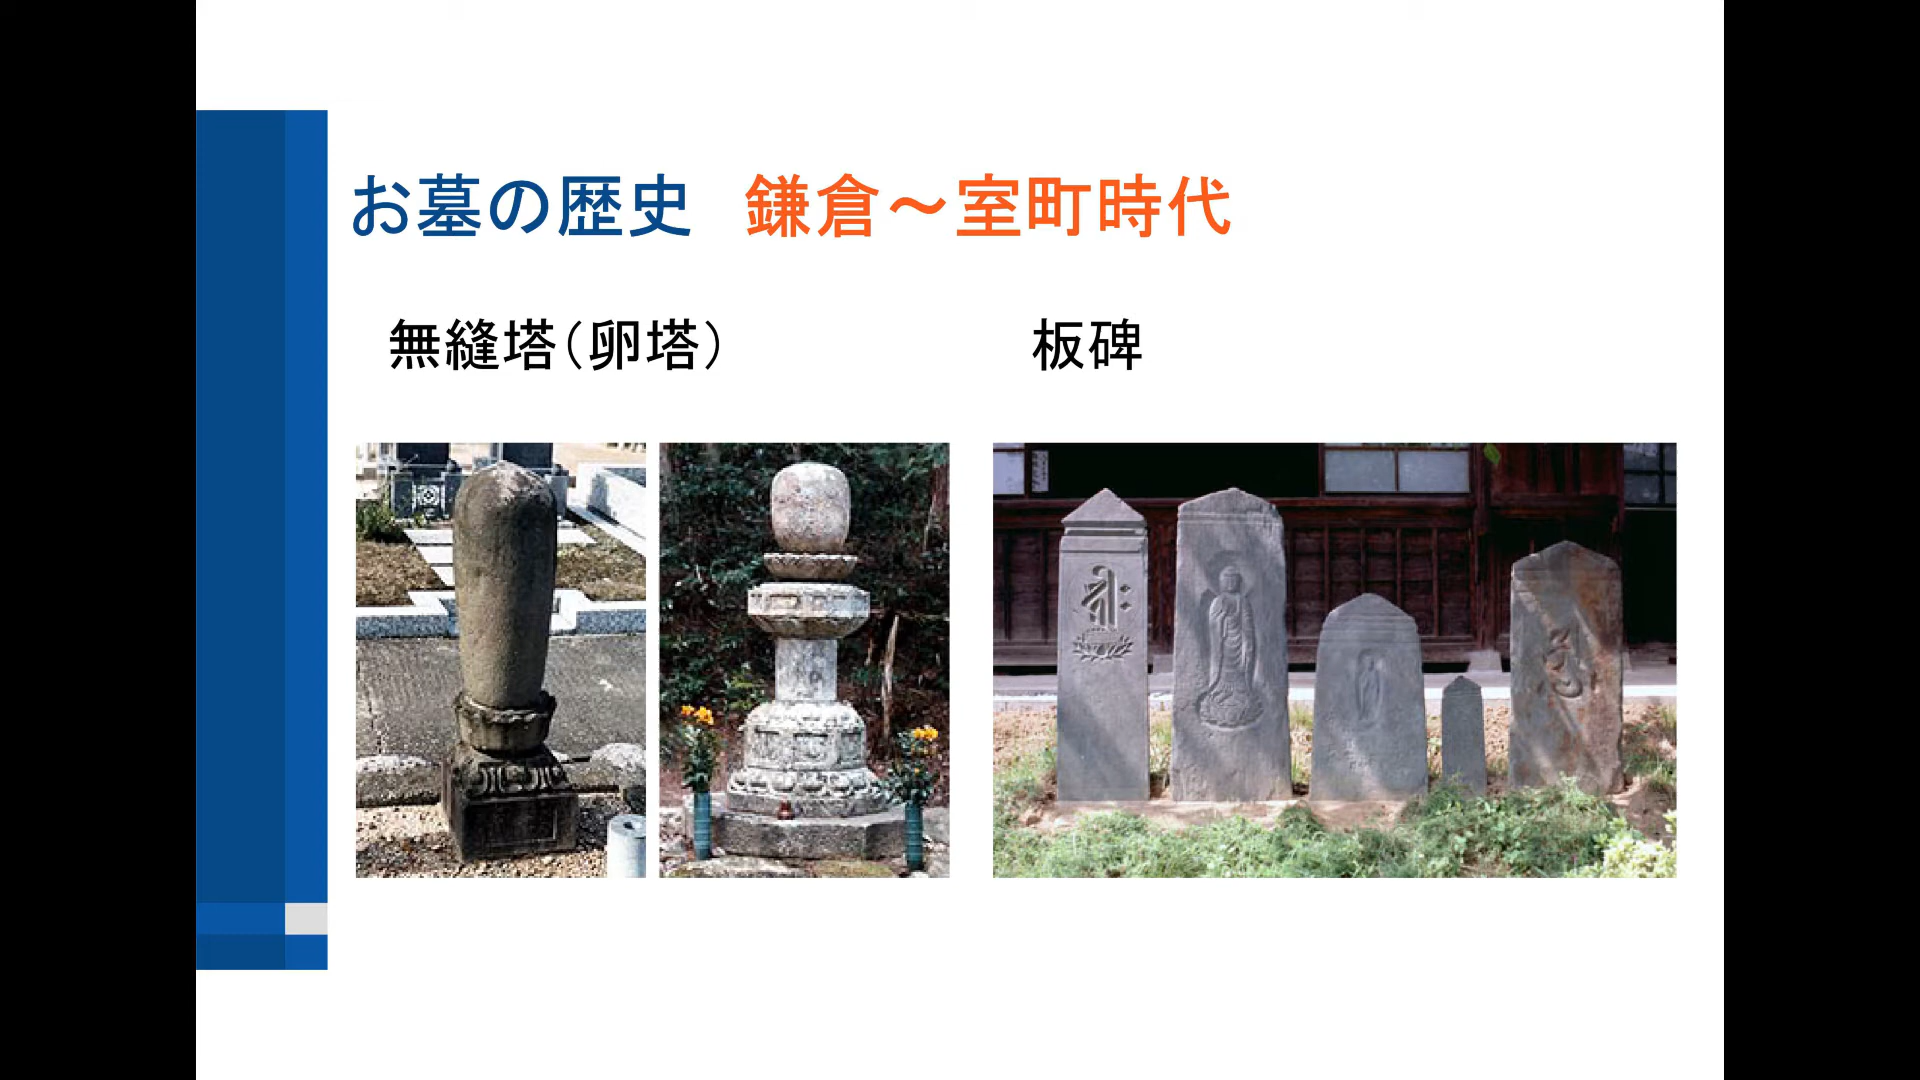 お墓の歴史　鎌倉～室町時代
無縫塔（卵塔）
板碑